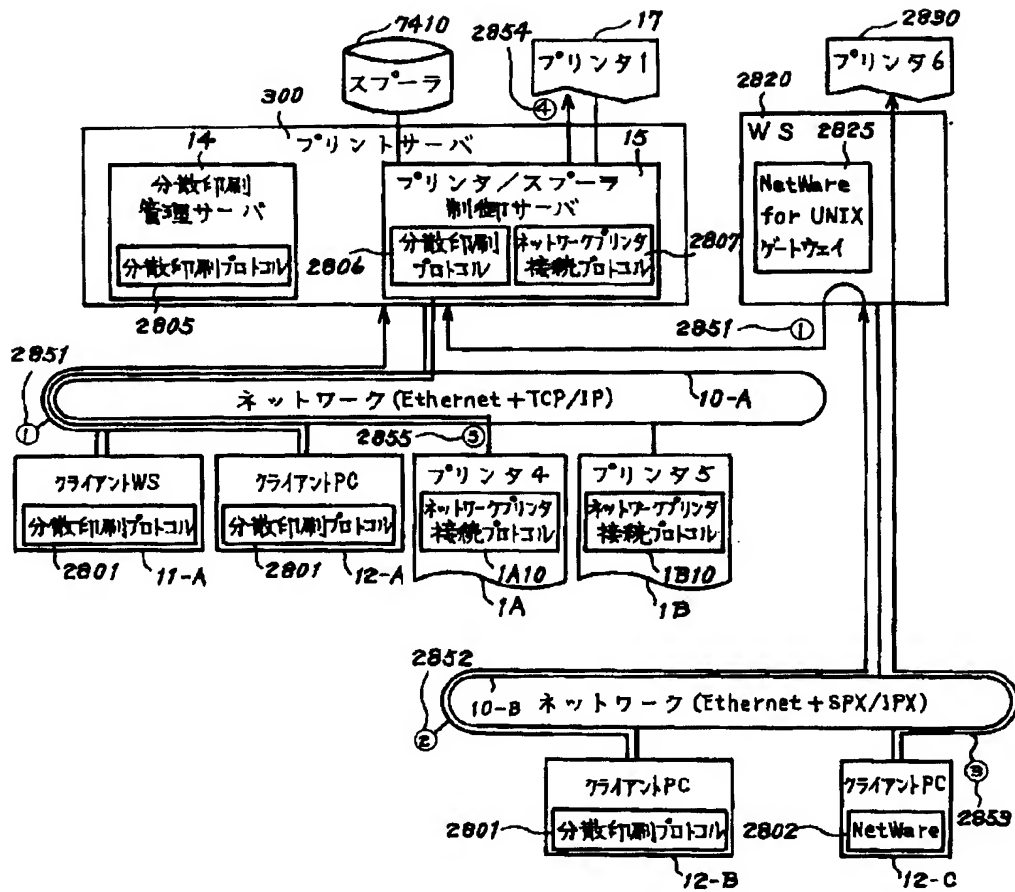 7410
スプーラ
2854
④
17
プリンタ1
2830
プリンタ6
300
プリントサーバ
14
分散印刷
管理サーバ
分散印刷プロトコル
2805
15
プリンタ/スプーラ
制御サーバ
2806
分散印刷
プロトコル
ネットワークプリンタ
接続プロトコル
2807
2820
WS
2825
NetWare
for UNIX
ゲートウェイ
2851
①
2851
①
ネットワーク(Ethernet+TCP/IP)
10-A
2855
⑤
クライアントWS
分散印刷プロトコル
2801
11-A
クライアントPC
分散印刷プロトコル
2801
12-A
プリンタ4
ネットワークプリンタ
接続プロトコル
1A10
1A
プリンタ5
ネットワークプリンタ
接続プロトコル
1B10
1B
2852
②
10-B
ネットワーク(Ethernet+SPX/IPX)
③
2853
クライアントPC
2801
分散印刷プロトコル
12-B
クライアントPC
2802
NetWare
12-C